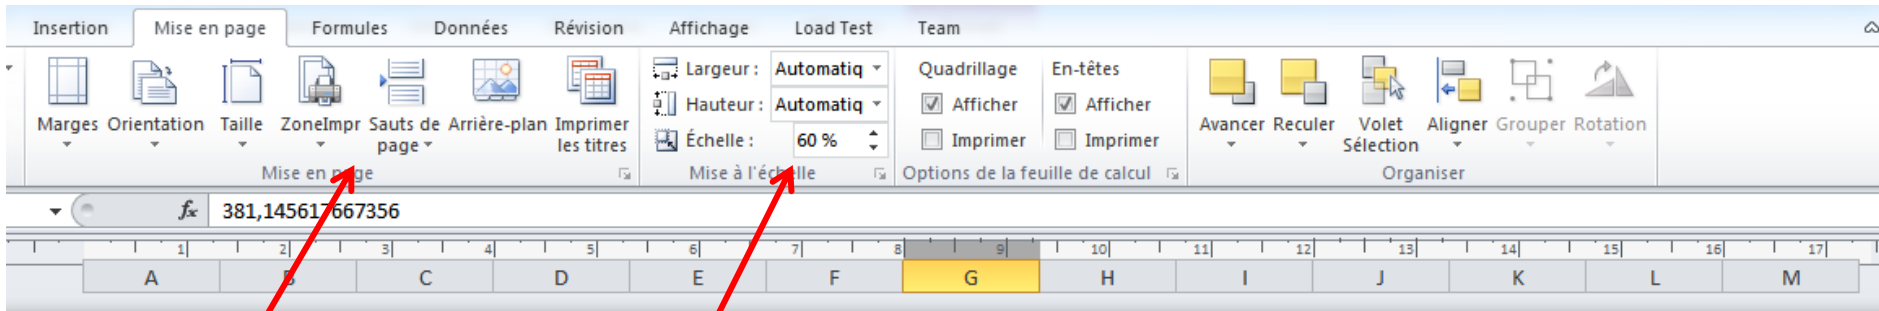 Insertion Mise en page Formules Données Révision Affichage Load Test Team
Marges Orientation Taille ZoneImpr Sauts de page Arrière-plan Imprimer les titres
Mise en page
Largeur : Automatiq
Hauteur : Automatiq
Échelle : 60 %
Mise à l'échelle
Quadrillage En-têtes
Afficher Afficher
Imprimer Imprimer
Options de la feuille de calcul
Avancer Reculer Volet Sélection Aligner Grouper Rotation
Organiser
fx 381,145617667356
1 2 3 4 5 6 7 8 9 10 11 12 13 14 15 16 17
A B C D E F G H I J K L M